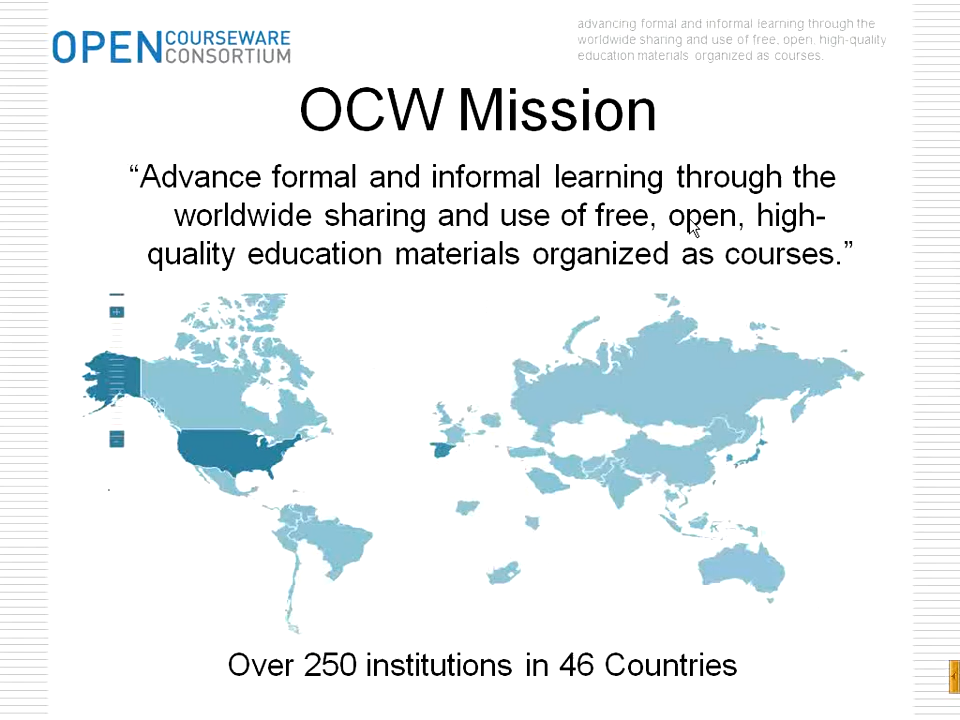 OPEN COURSEWARE
CONSORTIUM
advancing formal and informal learning through the
worldwide sharing and use of free, open, high-quality
education materials organized as courses.
OCW Mission
“Advance formal and informal learning through the
worldwide sharing and use of free, open, high-
quality education materials organized as courses.”
Over 250 institutions in 46 Countries